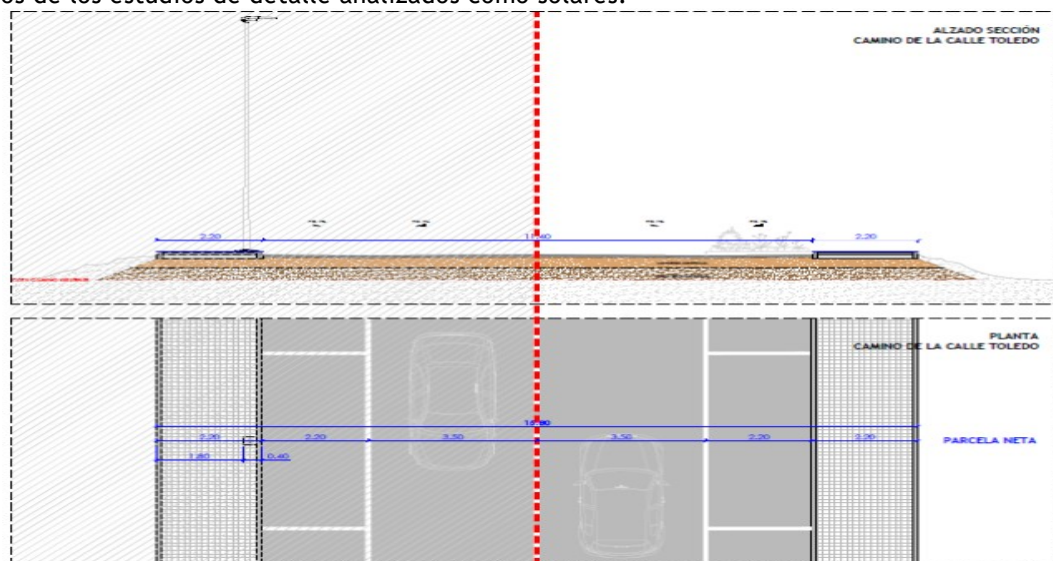 os de los estudios de detalle analizados como solares.
ALZADO SECCIÓN
CAMINO DE LA CALLE TOLEDO
2.20 11.40 2.20
PLANTA
CAMINO DE LA CALLE TOLEDO
2.20 2.20 3.50 3.50 2.20 2.20 PARCELA NETA
1.80 0.40